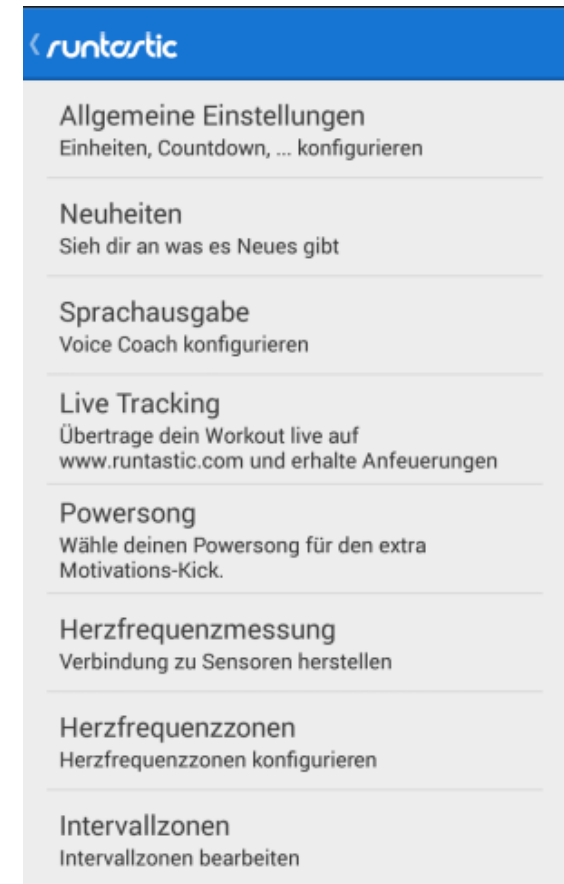 runtastic
Allgemeine Einstellungen
Einheiten, Countdown, ... konfigurieren
Neuheiten
Sieh dir an was es Neues gibt
Sprachausgabe
Voice Coach konfigurieren
Live Tracking
Übertrage dein Workout live auf
www.runtastic.com und erhalte Anfeuerungen
Powersong
Wähle deinen Powersong für den extra
Motivations-Kick.
Herzfrequenzmessung
Verbindung zu Sensoren herstellen
Herzfrequenzzonen
Herzfrequenzzonen konfigurieren
Intervallzonen
Intervallzonen bearbeiten